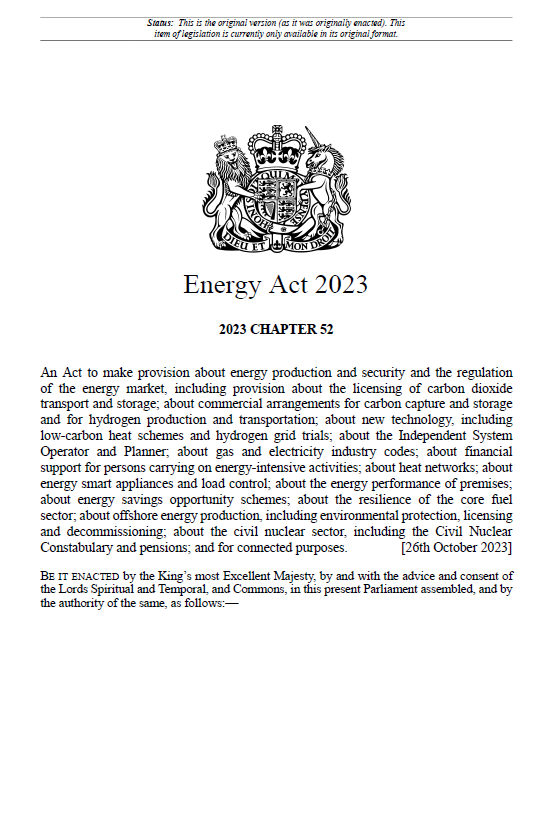 Status: This is the original version (as it was originally enacted). This
item of legislation is currently only available in its original format.
DIEU ET MON DROIT
Energy Act 2023
2023 CHAPTER 52
An Act to make provision about energy production and security and the regulation
of the energy market, including provision about the licensing of carbon dioxide
transport and storage; about commercial arrangements for carbon capture and storage
and for hydrogen production and transportation; about new technology, including
low-carbon heat schemes and hydrogen grid trials; about the Independent System
Operator and Planner; about gas and electricity industry codes; about financial
support for persons carrying on energy-intensive activities; about heat networks; about
energy smart appliances and load control; about the energy performance of premises;
about energy savings opportunity schemes; about the resilience of the core fuel
sector; about offshore energy production, including environmental protection, licensing
and decommissioning; about the civil nuclear sector, including the Civil Nuclear
Constabulary and pensions; and for connected purposes. [26th October 2023]
BE IT ENACTED by the King's most Excellent Majesty, by and with the advice and consent of
the Lords Spiritual and Temporal, and Commons, in this present Parliament assembled, and by
the authority of the same, as follows:—